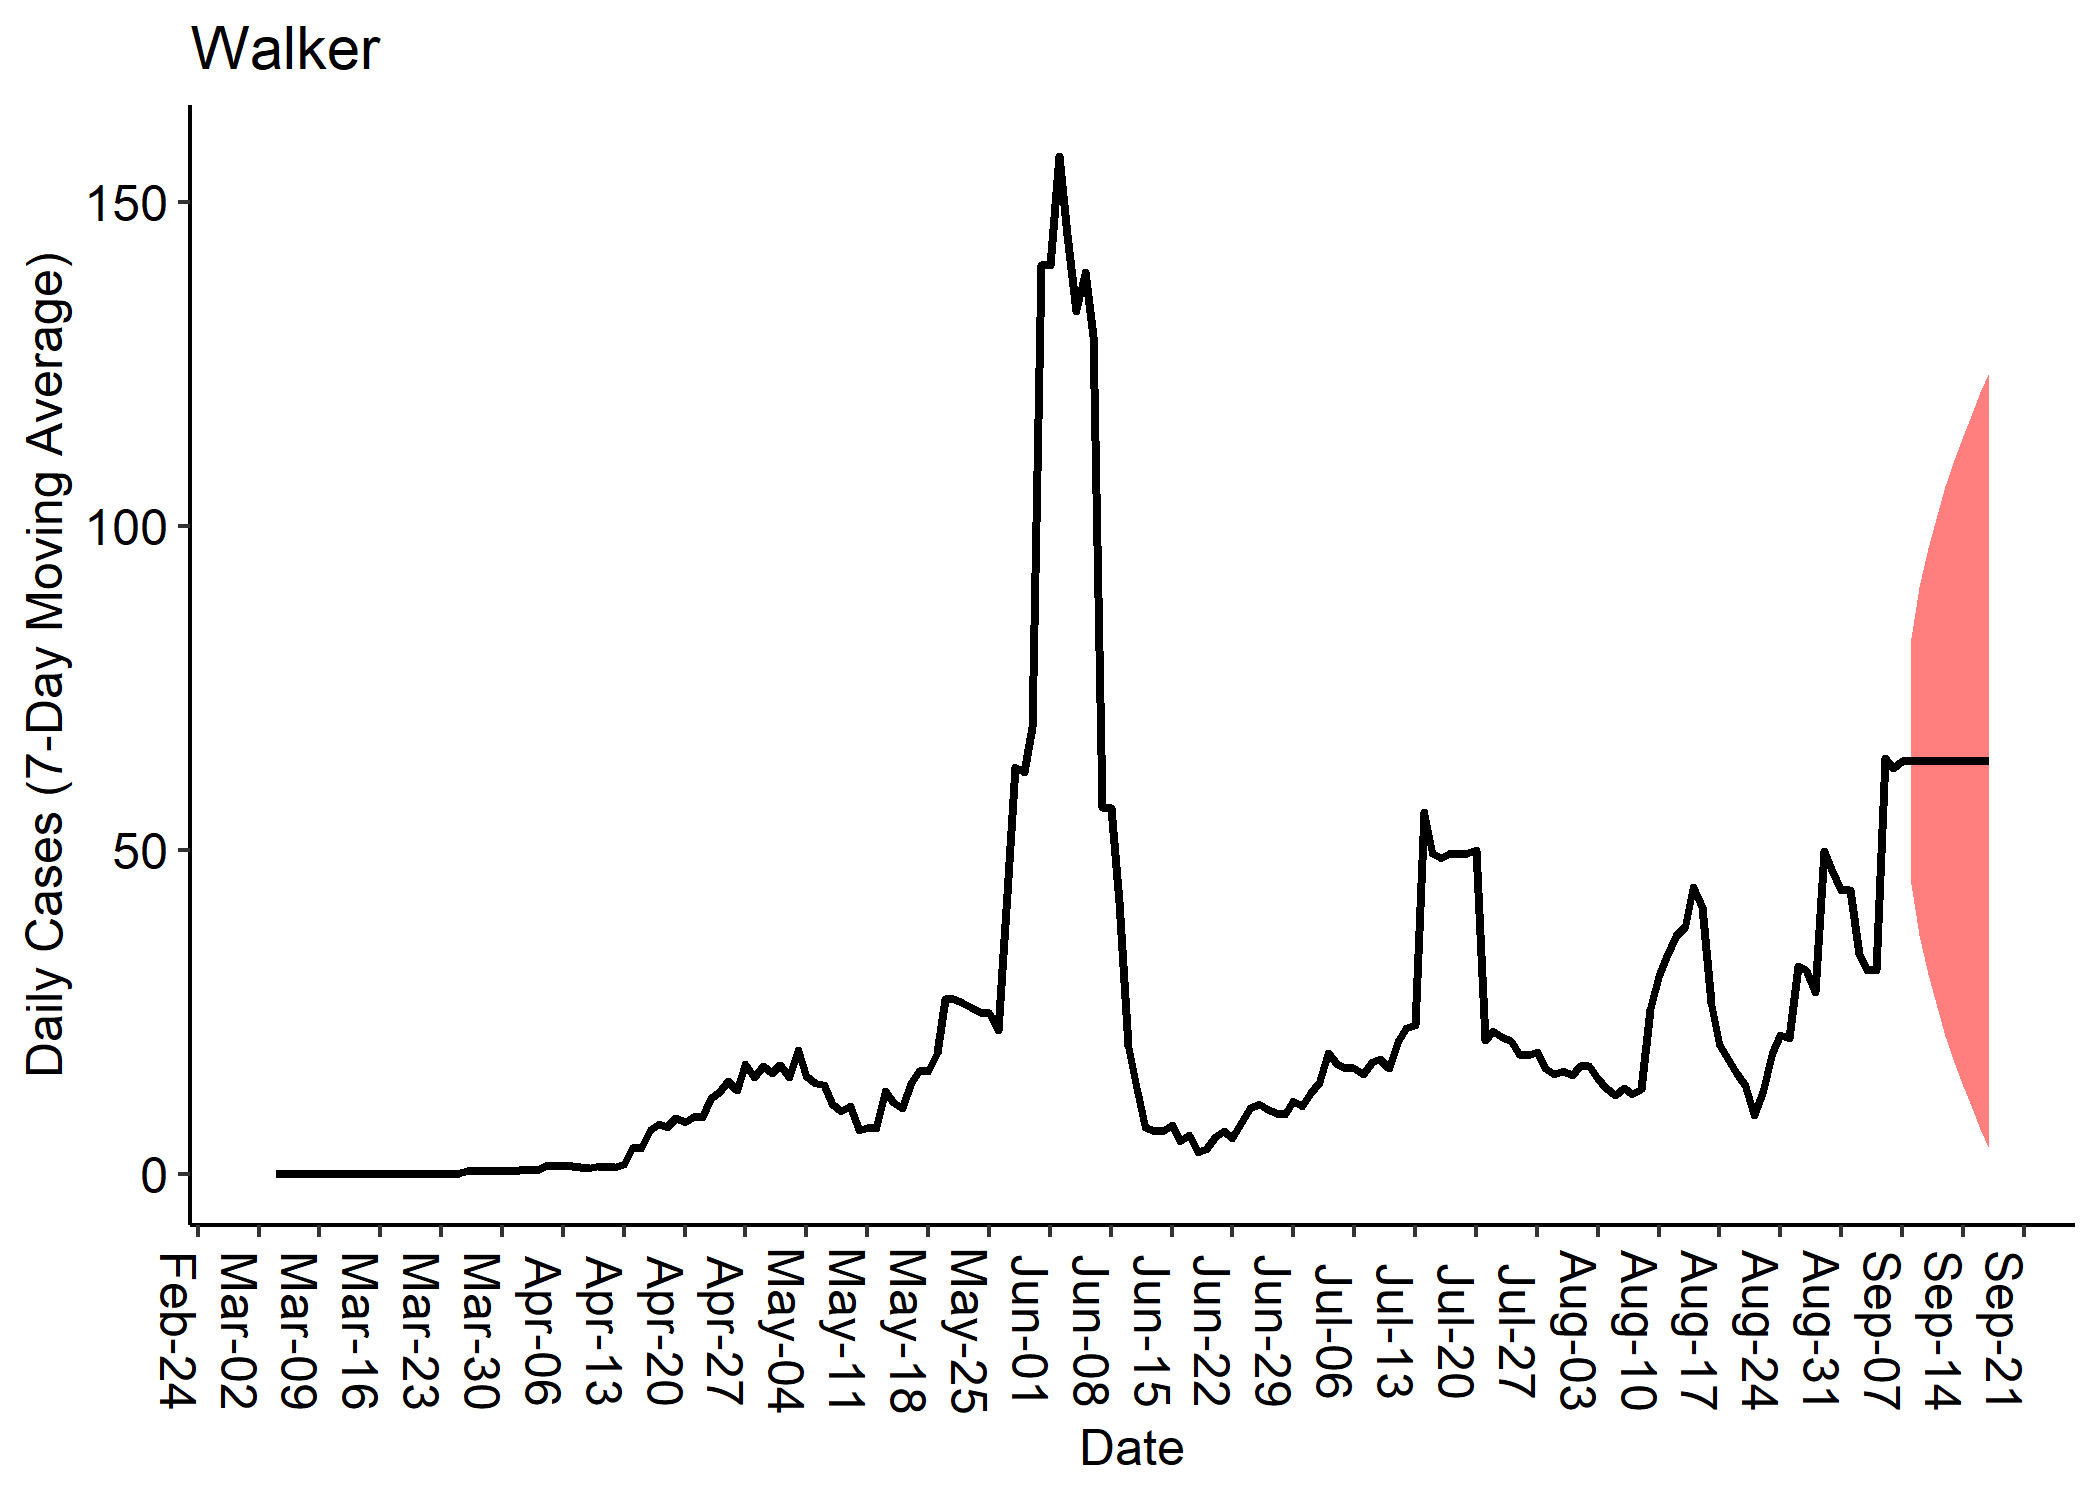 Walker
Daily Cases (7-Day Moving Average)
150
100
50
0
Feb-24
Mar-02
Mar-09
Mar-16
Mar-23
Mar-30
Apr-06
Apr-13
Apr-20
Apr-27
May-04
May-11
May-18
May-25
Jun-01
Jun-08
Jun-15
Jun-22
Jun-29
Jul-06
Jul-13
Jul-20
Jul-27
Aug-03
Aug-10
Aug-17
Aug-24
Aug-31
Sep-07
Sep-14
Sep-21
Date